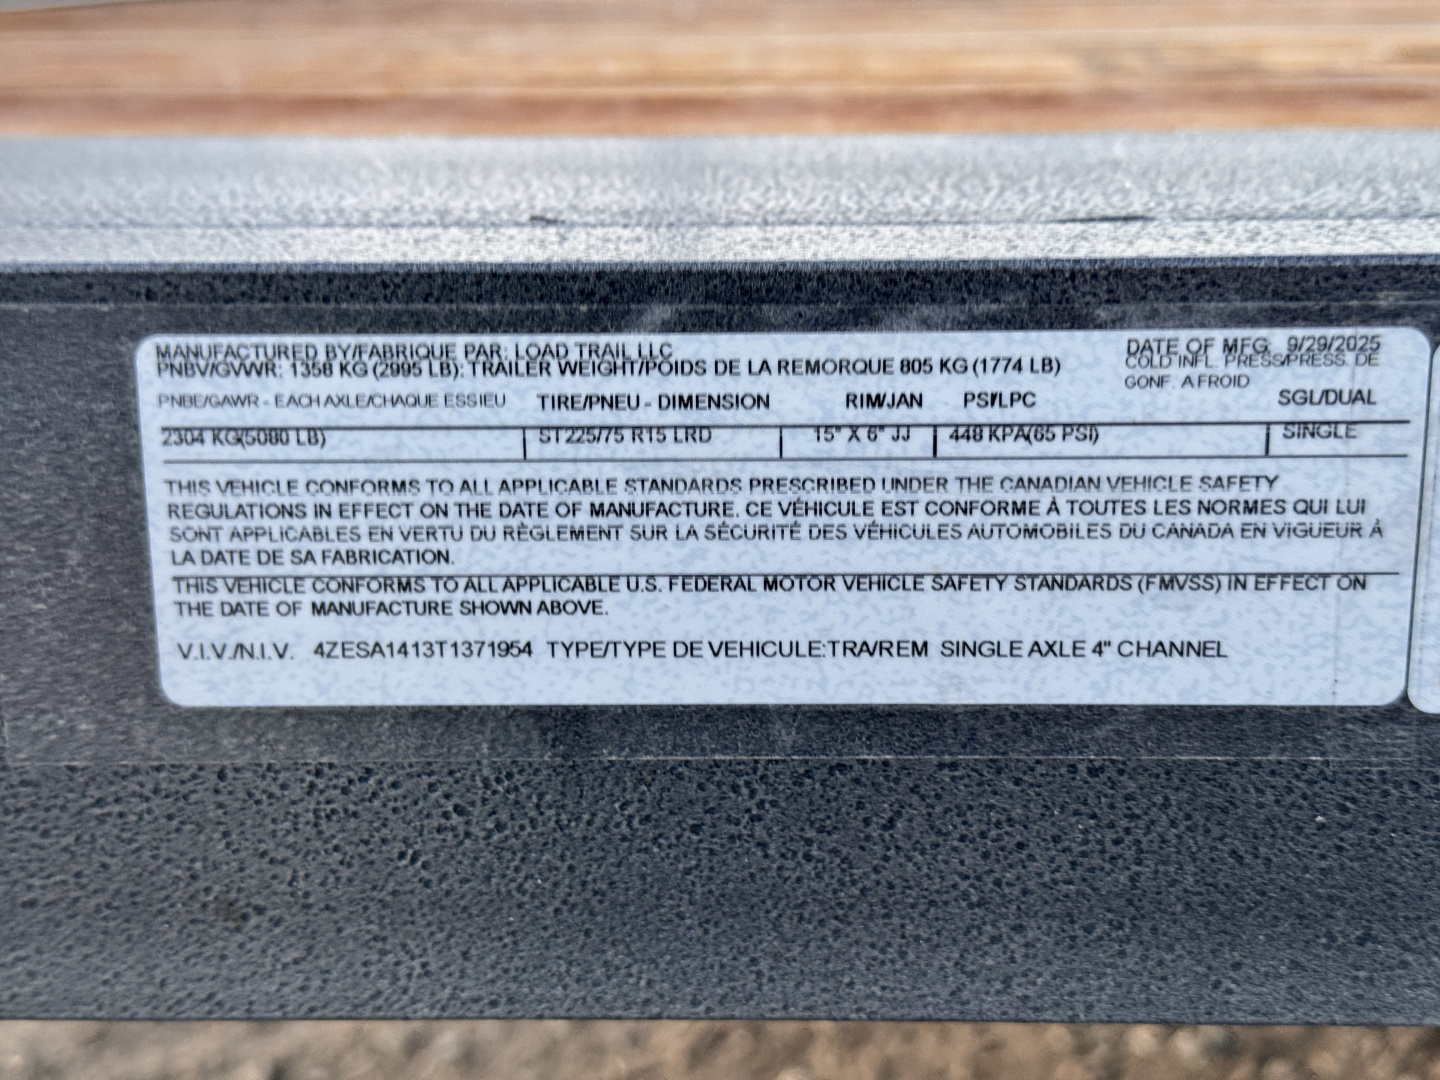 MANUFACTURED BY/FABRIQUE PAR: LOAD TRAIL LLC DATE OF MFG. 9/29/2025
PNBV/GVWR: 1358 KG (2995 LB): TRAILER WEIGHT/POIDS DE LA REMORQUE 805 KG (1774 LB) COLD INFL. PRESS/PRESS. DE GONF. A FROID
PNBE/GAWR - EACH AXLE/CHAQUE ESSIEU TIRE/PNEU - DIMENSION RIM/JAN PSI/LPC SGL/DUAL
2304 KG(5080 LB) ST225/75 R15 LRD 15" X 6" JJ 448 KPA(65 PSI) SINGLE
THIS VEHICLE CONFORMS TO ALL APPLICABLE STANDARDS PRESCRIBED UNDER THE CANADIAN VEHICLE SAFETY
REGULATIONS IN EFFECT ON THE DATE OF MANUFACTURE. CE VÉHICULE EST CONFORME À TOUTES LES NORMES QUI LUI
SONT APPLICABLES EN VERTU DU RÈGLEMENT SUR LA SÉCURITÉ DES VÉHICULES AUTOMOBILES DU CANADA EN VIGUEUR À
LA DATE DE SA FABRICATION.
THIS VEHICLE CONFORMS TO ALL APPLICABLE U.S. FEDERAL MOTOR VEHICLE SAFETY STANDARDS (FMVSS) IN EFFECT ON
THE DATE OF MANUFACTURE SHOWN ABOVE.
V.I.V./N.I.V. 4ZESA1413T1371954 TYPE/TYPE DE VEHICULE:TRA/REM SINGLE AXLE 4" CHANNEL